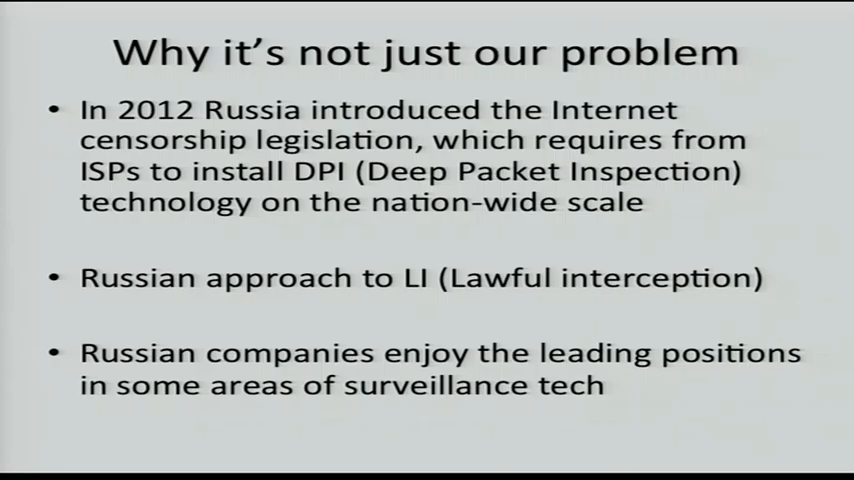 Why it's not just our problem
• In 2012 Russia introduced the Internet
censorship legislation, which requires from
ISPs to install DPI (Deep Packet Inspection)
technology on the nation-wide scale
• Russian approach to LI (Lawful interception)
• Russian companies enjoy the leading positions
in some areas of surveillance tech